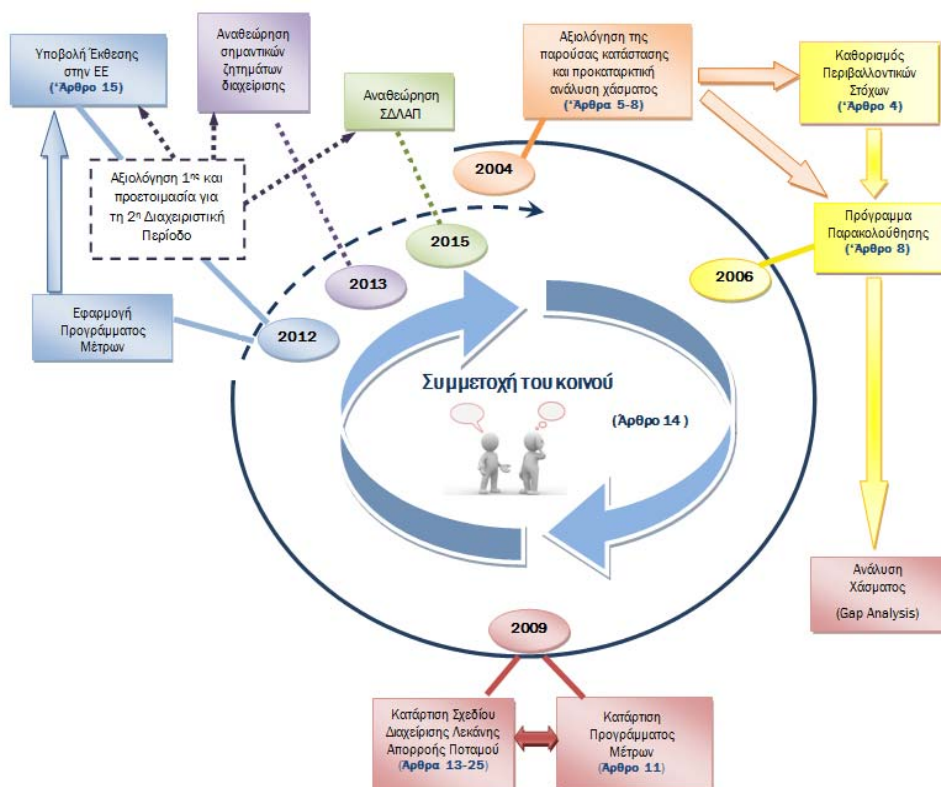 Υποβολή Έκθεσης
στην ΕΕ
(‘Άρθρο 15)
Αναθεώρηση
σημαντικών
ζητημάτων
διαχείρισης
Αναθεώρηση
ΣΔΛΑΠ
Αξιολόγηση της
παρούσας κατάστασης
και προκαταρκτική
ανάλυση χάσματος
(‘Άρθρα 5-8)
Καθορισμός
Περιβαλλοντικών
Στόχων
(‘Άρθρο 4)
Αξιολόγηση 1ης και
προετοιμασία για
τη 2η Διαχειριστική
Περίοδο
2004
2015
2013
2012
2006
Πρόγραμμα
Παρακολούθησης
(‘Άρθρο 8)
Εφαρμογή
Προγράμματος
Μέτρων
Συμμετοχή του κοινού
(Άρθρο 14 )
Ανάλυση
Χάσματος
(Gap Analysis)
2009
Κατάρτιση Σχεδίου
Διαχείρισης Λεκάνης
Απορροής Ποταμού
(Άρθρα 13-25)
Κατάρτιση
Προγράμματος
Μέτρων
(Άρθρο 11)